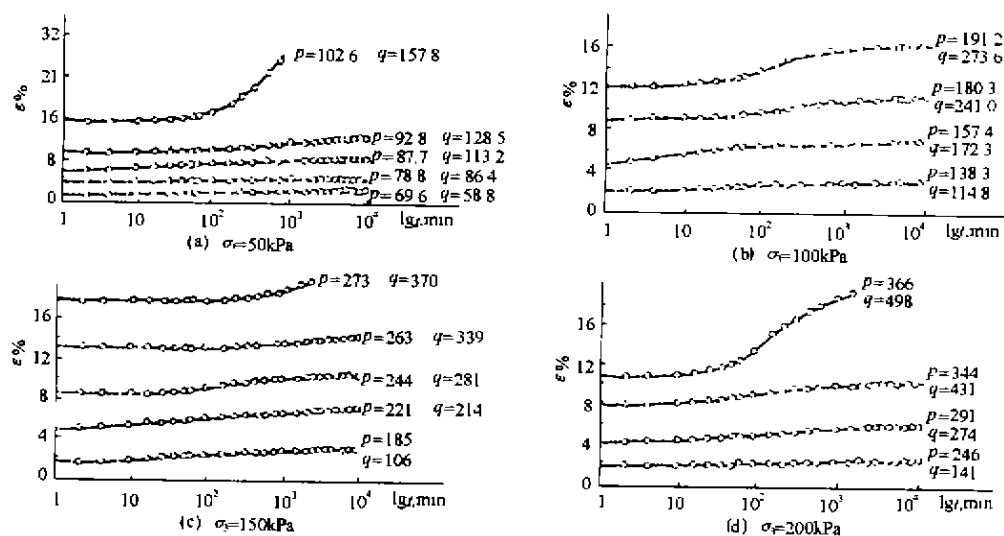 ε%
32
21
16
8
0
p=102.6 q=157.8
p=92.8 q=128.5
p=87.7 q=113.2
p=78.8 q=86.4
p=69.6 q=58.8
1 10 10² 10³ 10⁴ lgt,min
(a) σ₃=50kPa
ε%
16
12
8
4
0
p=191.2
q=273.6
p=180.3
q=241.0
p=157.4
q=172.3
p=138.3
q=114.8
1 10 10² 10³ 10⁴ lgt,min
(b) σ₃=100kPa
ε%
16
12
8
4
0
p=273 q=370
p=263 q=339
p=244 q=281
p=221 q=214
p=185
q=106
1 10 10² 10³ 10⁴ lgt,min
(c) σ₃=150kPa
ε%
16
12
8
4
0
p=366
q=498
p=344
q=431
p=291
q=274
p=246
q=141
1 10 10² 10³ 10⁴ lgt,min
(d) σ₃=200kPa